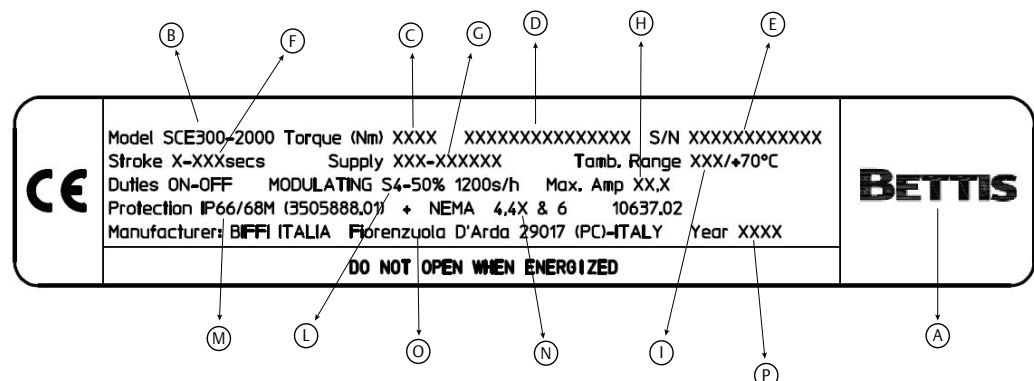 B F C G D H E
CE
Model SCE300-2000 Torque (Nm) XXXX XXXXXXXXXXXXXXX S/N XXXXXXXXXXXX
Stroke X-XXXsecs Supply XXX-XXXXXX Tamb. Range XXX/+70°C
Duties ON-OFF MODULATING S4-50% 1200s/h Max. Amp XX,X
Protection IP66/68M (3505888.01) + NEMA 4,4X & 6 10637.02
Manufacturer: BIFFI ITALIA Fiorenzuola D'Arda 29017 (PC)-ITALY Year XXXX
DO NOT OPEN WHEN ENERGIZED
BETTIS
M L O N I P A